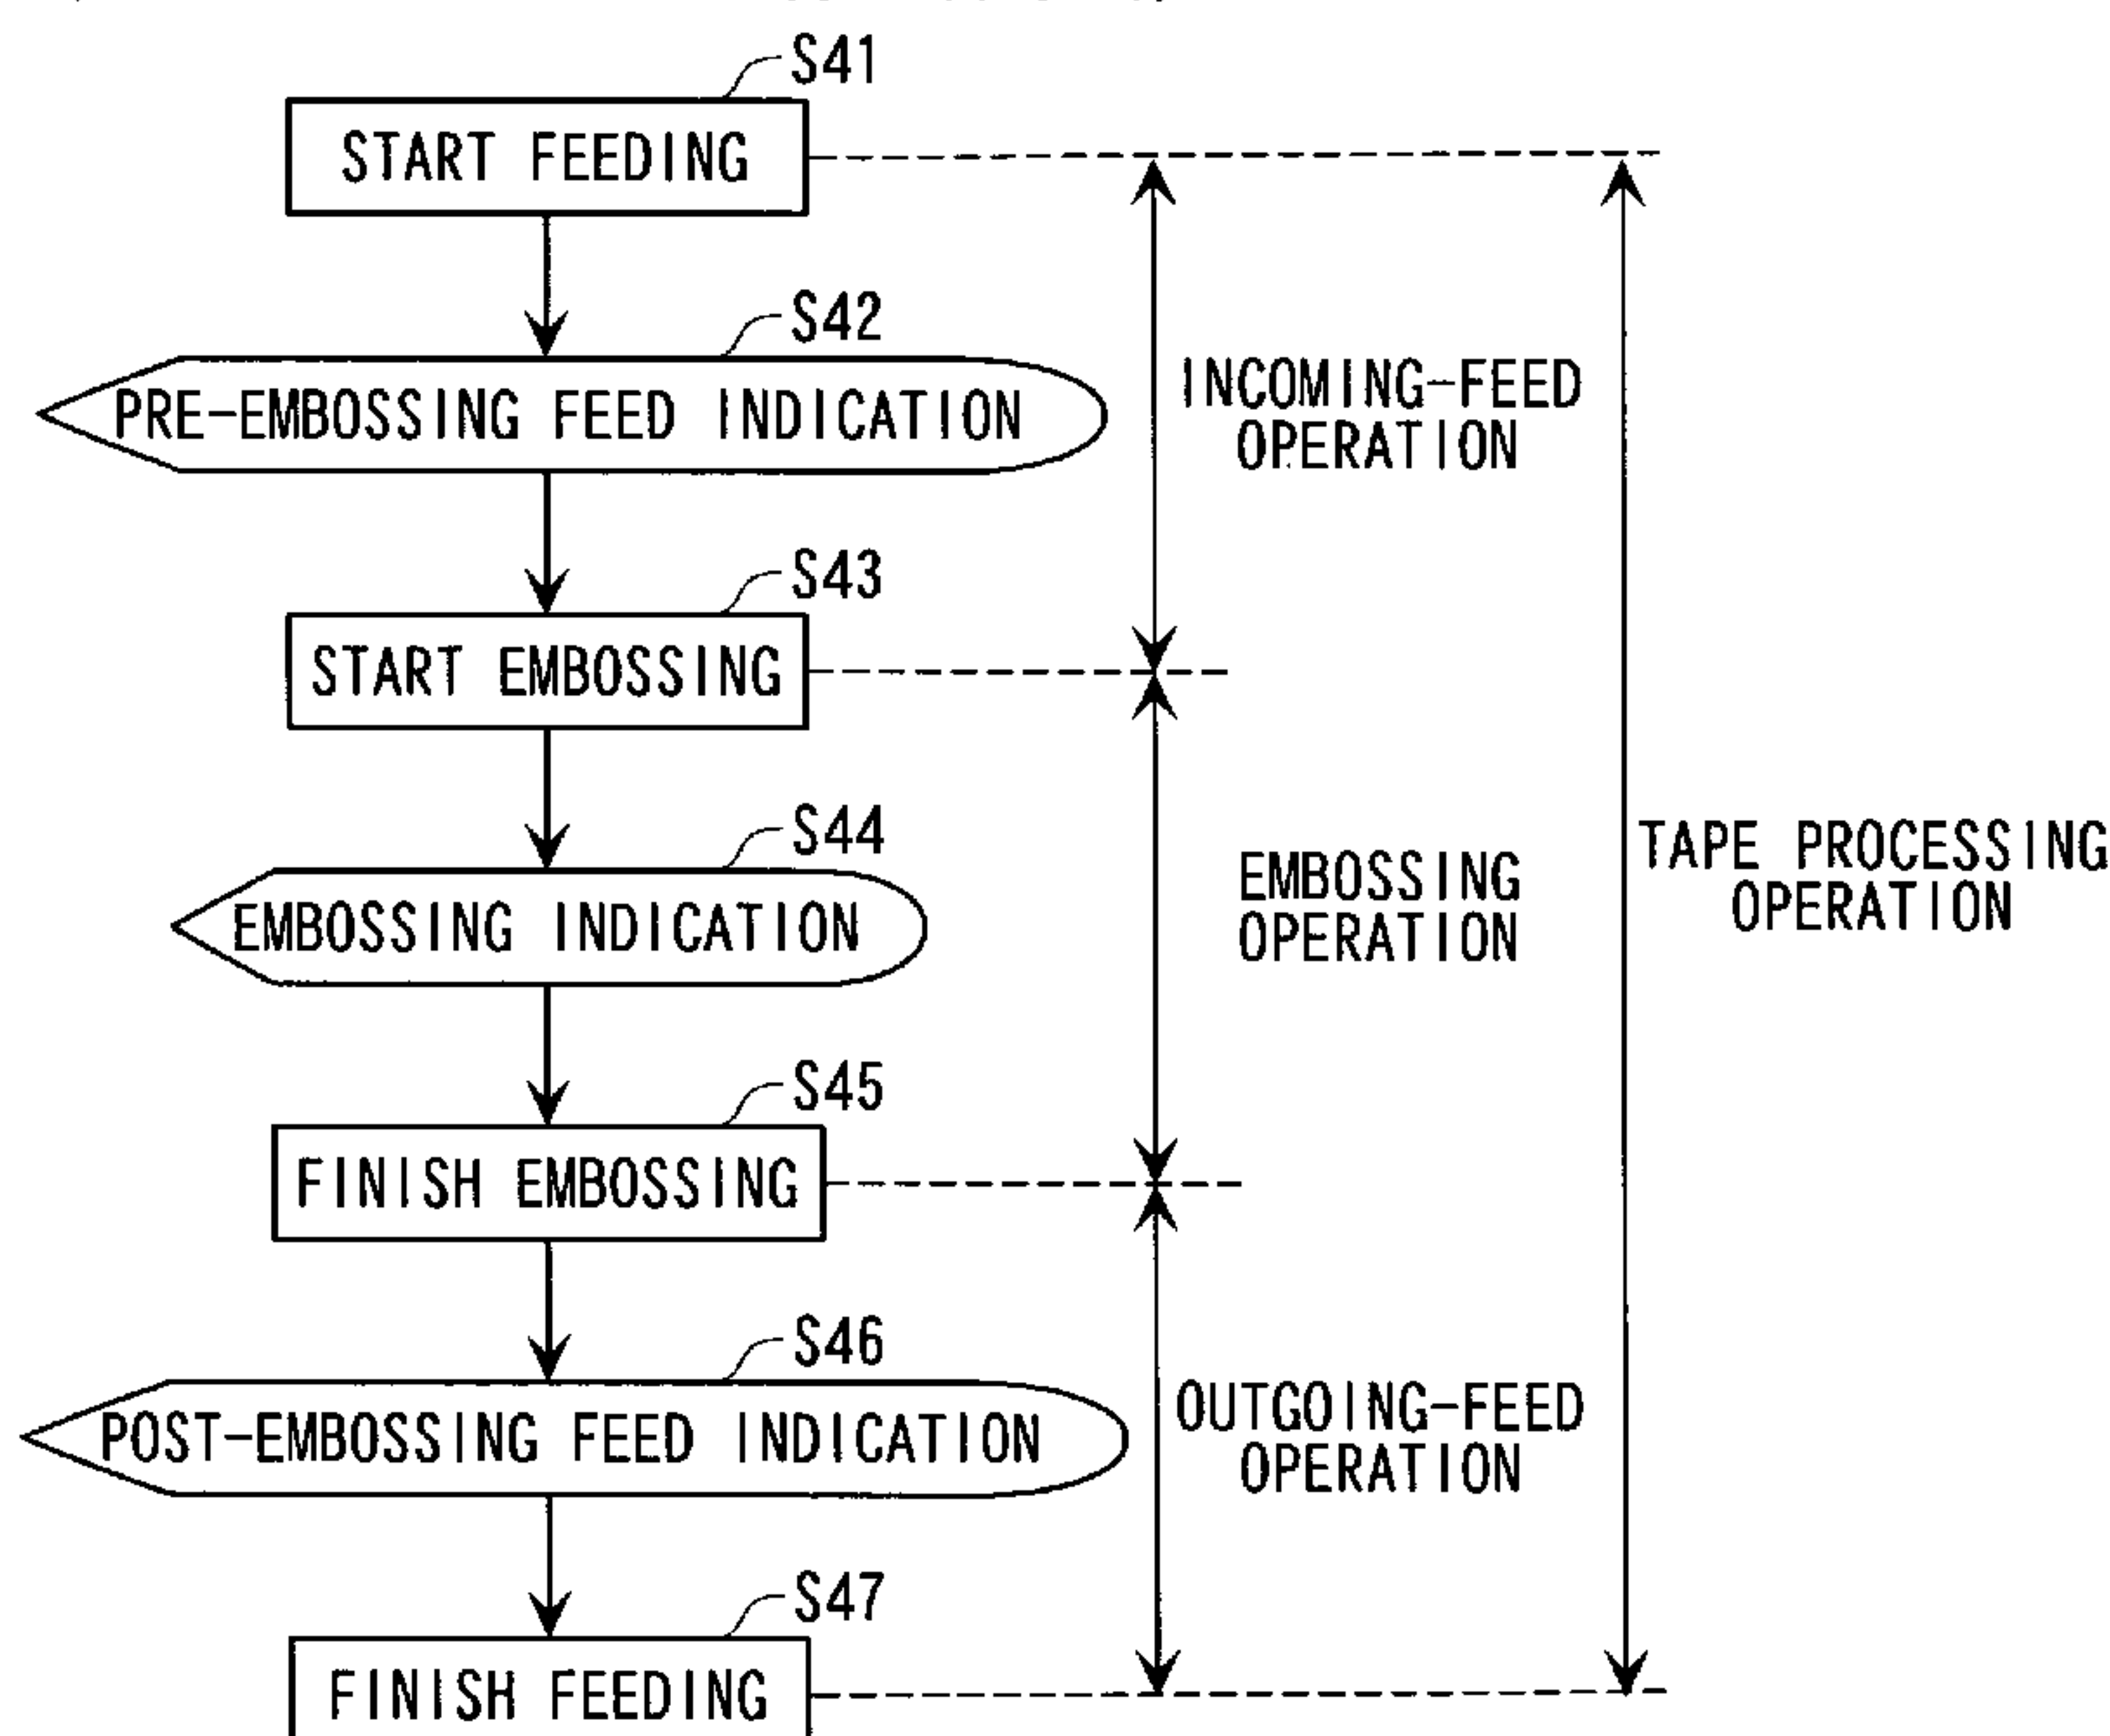 S41
START FEEDING
S42
PRE-EMBOSSING FEED INDICATION
INCOMING-FEED
OPERATION
S43
START EMBOSSING
S44
EMBOSSING INDICATION
EMBOSSING
OPERATION
TAPE PROCESSING
OPERATION
S45
FINISH EMBOSSING
S46
POST-EMBOSSING FEED INDICATION
OUTGOING-FEED
OPERATION
S47
FINISH FEEDING